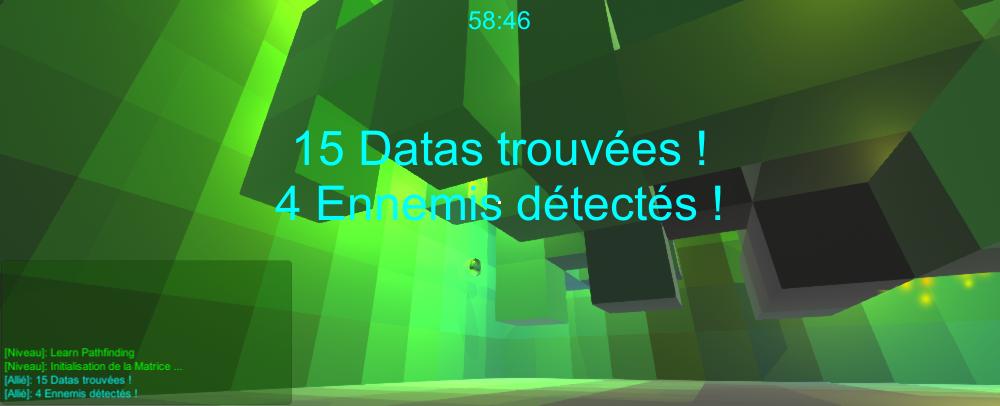 58:46
15 Datas trouvées !
4 Ennemis détectés !
[Niveau]: Learn Pathfinding
[Niveau]: Initialisation de la Matrice ...
[Allié]: 15 Datas trouvées !
[Allié]: 4 Ennemis détectés !